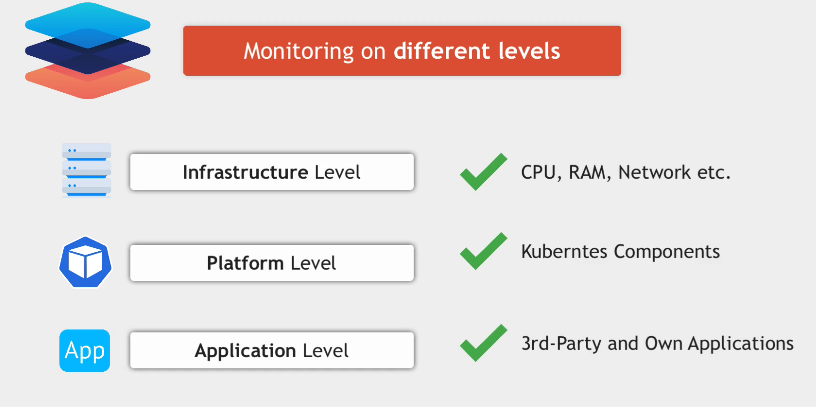 Monitoring on different levels
Infrastructure Level
CPU, RAM, Network etc.
Platform Level
Kuberntes Components
App
Application Level
3rd-Party and Own Applications